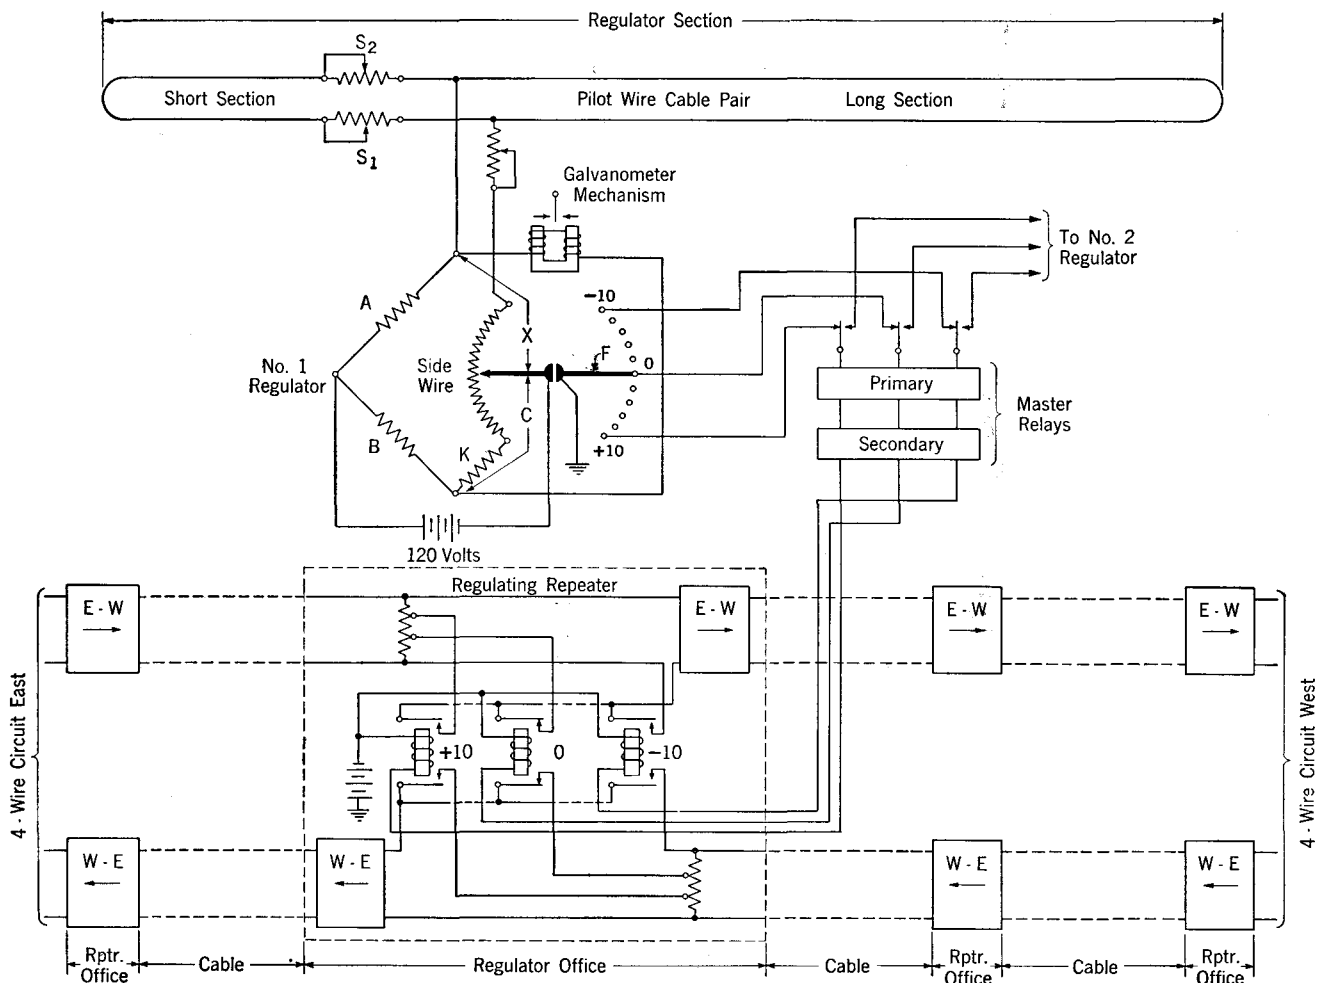 Regulator Section
S2
Short Section
Pilot Wire Cable Pair
Long Section
S1
Galvanometer
Mechanism
To No. 2
Regulator
A
-10
X
F
0
No. 1
Regulator
Side
Wire
Primary
C
Master
Relays
B
K
Secondary
+10
120 Volts
Regulating Repeater
E - W
E - W
E - W
E - W
4 - Wire Circuit East
4 - Wire Circuit West
+10
0
-10
W - E
W - E
W - E
W - E
Rptr.
Office
Cable
Regulator Office
Cable
Rptr.
Office
Cable
Rptr.
Office